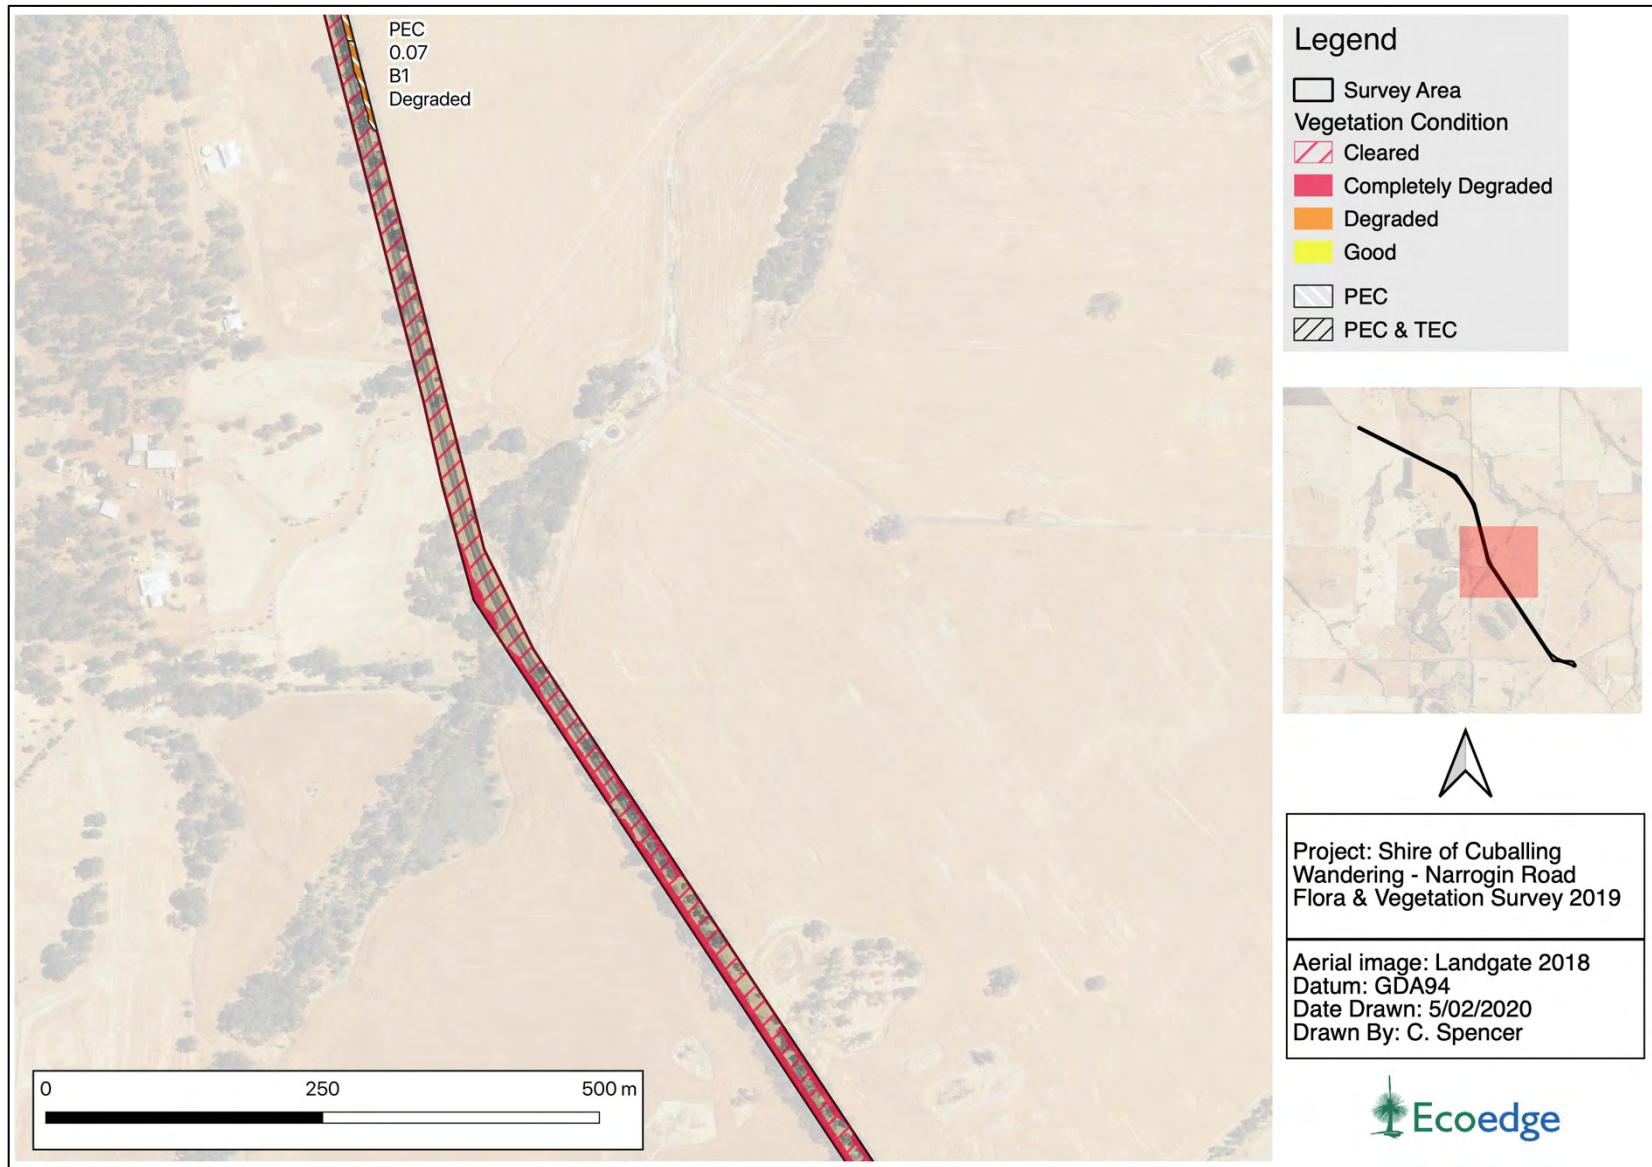 PEC
0.07
B1
Degraded
Legend
Survey Area
Vegetation Condition
Cleared
Completely Degraded
Degraded
Good
PEC
PEC & TEC
Project: Shire of Cuballing
Wandering - Narrogin Road
Flora & Vegetation Survey 2019
Aerial image: Landgate 2018
Datum: GDA94
Date Drawn: 5/02/2020
Drawn By: C. Spencer
0 250 500 m
Ecoedge